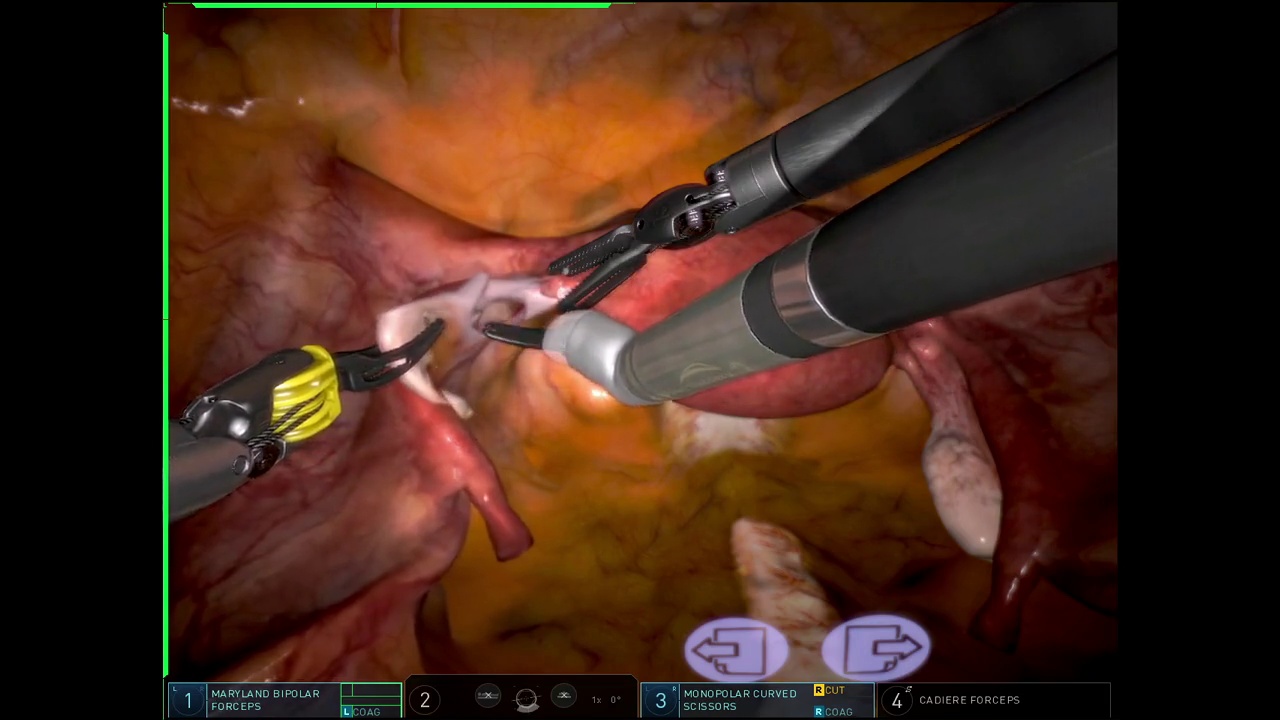 L
1
MARYLAND BIPOLAR
FORCEPS
L COAG
2
1x 0°
3
R
MONOPOLAR CURVED
SCISSORS
R CUT
R COAG
4
CADIERE FORCEPS